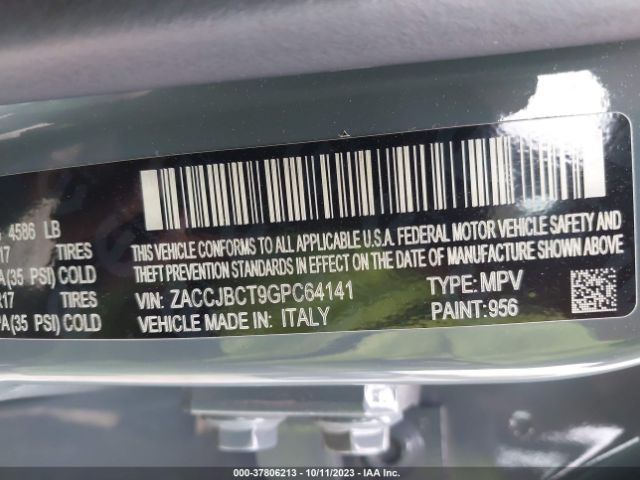 4586 LB
17 TIRES
A(35 PSI) COLD
R17 TIRES
PA(35 PSI) COLD
THIS VEHICLE CONFORMS TO ALL APPLICABLE U.S.A. FEDERAL MOTOR VEHICLE SAFETY AND
THEFT PREVENTION STANDARDS IN EFFECT ON THE DATE OF MANUFACTURE SHOWN ABOVE
VIN: ZACCJBCT9GPC64141 TYPE: MPV
VEHICLE MADE IN: ITALY PAINT: 956
000-37806213 - 10/11/2023 - IAA Inc.